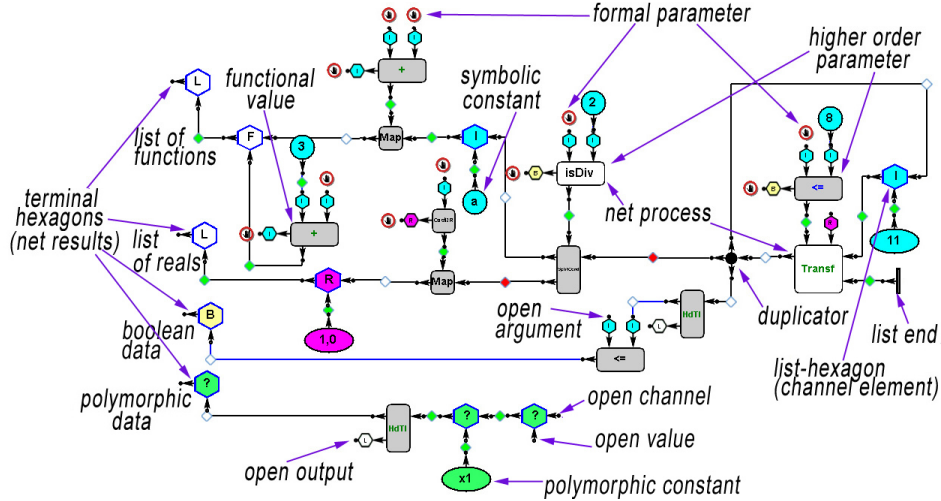 formal parameter
higher order
parameter
symbolic
constant
functional
value
list of
functions
terminal
hexagons
(net results)
list
of reals
boolean
data
polymorphic
data
open
argument
net process
duplicator
list end
list-hexagon
(channel element)
open channel
open value
open output
polymorphic constant
L
F
3
I
I
+
I
I
I
+
I
Map
I
a
2
I
I
B
isDiv
8
I
I
B
<=
R
I
I
11
Transf
L
R
1,0
I
R
Map
B
I
I
<=
HdTl
L
?
HdTl
L
?
?
x1